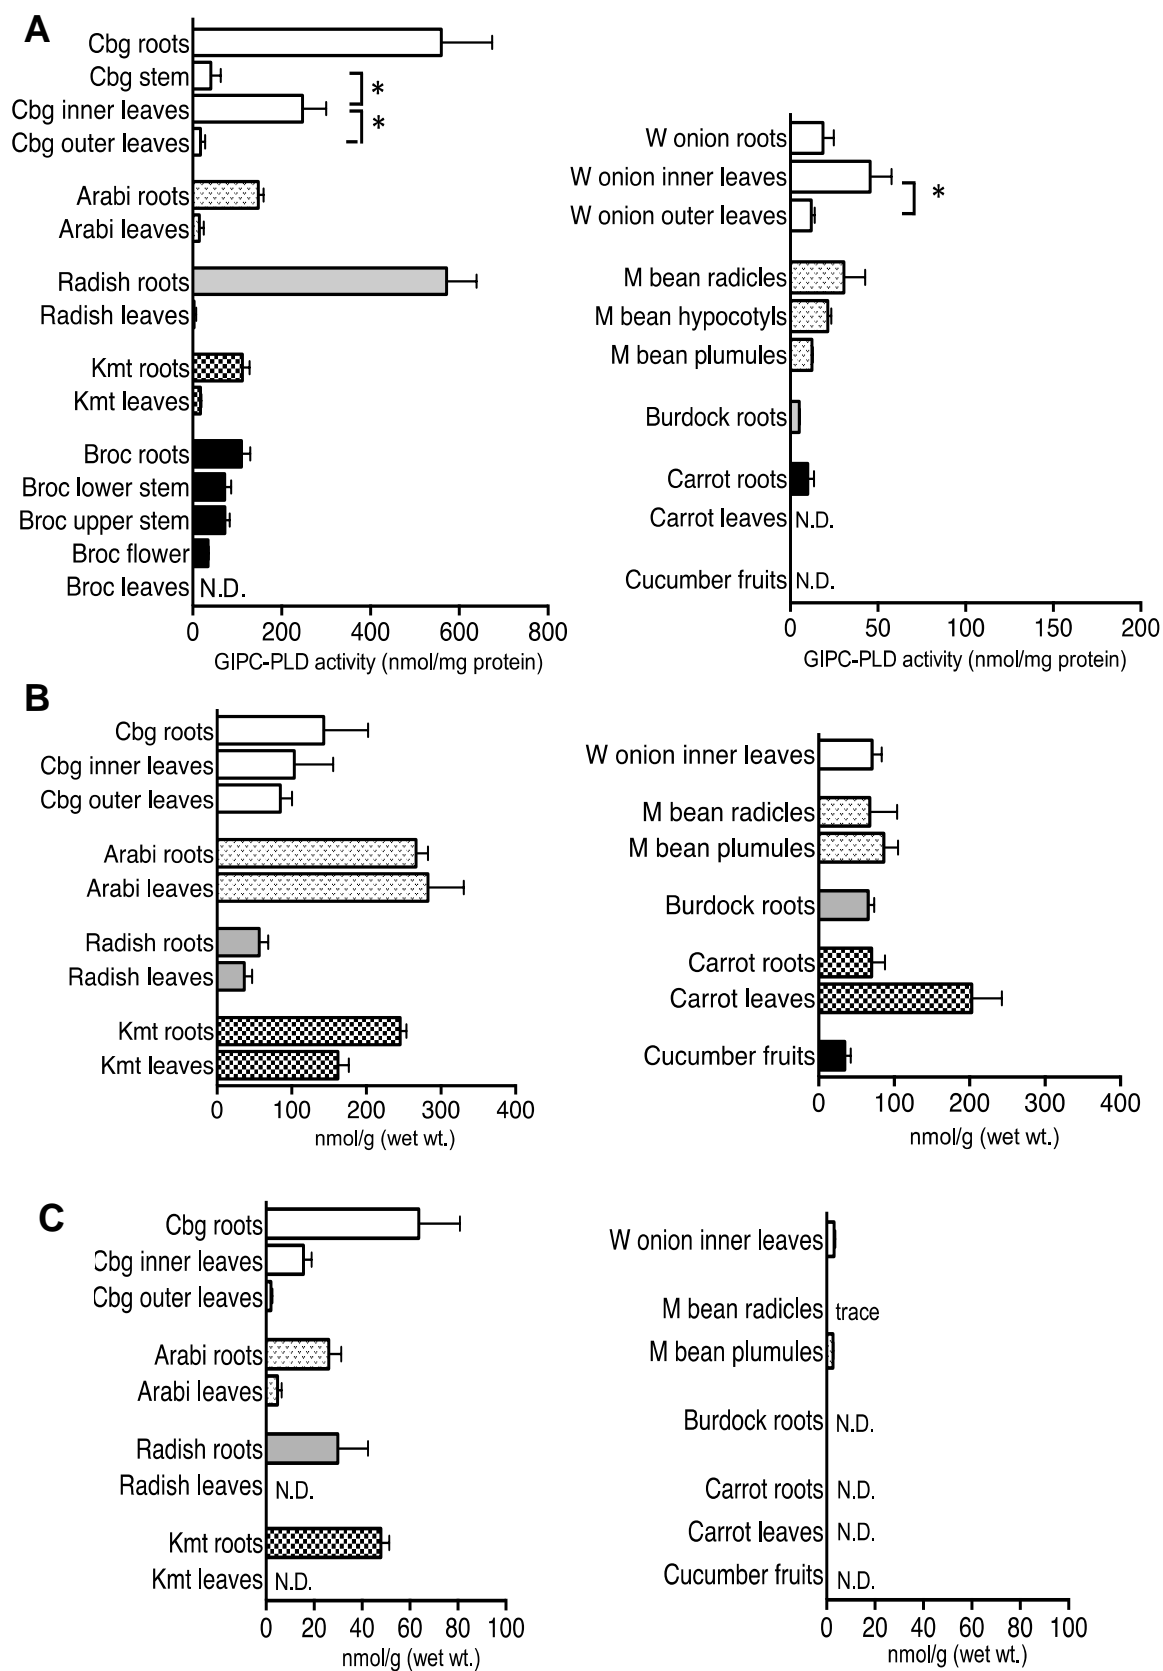 A
Cbg roots
Cbg stem
Cbg inner leaves
Cbg outer leaves
*
*
Arabi roots
Arabi leaves
Radish roots
Radish leaves
Kmt roots
Kmt leaves
Broc roots
Broc lower stem
Broc upper stem
Broc flower
Broc leaves N.D.
0 200 400 600 800
GIPC-PLD activity (nmol/mg protein)
W onion roots
W onion inner leaves
W onion outer leaves
*
M bean radicles
M bean hypocotyls
M bean plumules
Burdock roots
Carrot roots
Carrot leaves N.D.
Cucumber fruits N.D.
0 50 100 150 200
GIPC-PLD activity (nmol/mg protein)
B
Cbg roots
Cbg inner leaves
Cbg outer leaves
Arabi roots
Arabi leaves
Radish roots
Radish leaves
Kmt roots
Kmt leaves
0 100 200 300 400
nmol/g (wet wt.)
W onion inner leaves
M bean radicles
M bean plumules
Burdock roots
Carrot roots
Carrot leaves
Cucumber fruits
0 100 200 300 400
nmol/g (wet wt.)
C
Cbg roots
Cbg inner leaves
Cbg outer leaves
Arabi roots
Arabi leaves
Radish roots
Radish leaves N.D.
Kmt roots
Kmt leaves N.D.
0 20 40 60 80 100
nmol/g (wet wt.)
W onion inner leaves
M bean radicles trace
M bean plumules
Burdock roots N.D.
Carrot roots N.D.
Carrot leaves N.D.
Cucumber fruits N.D.
0 20 40 60 80 100
nmol/g (wet wt.)